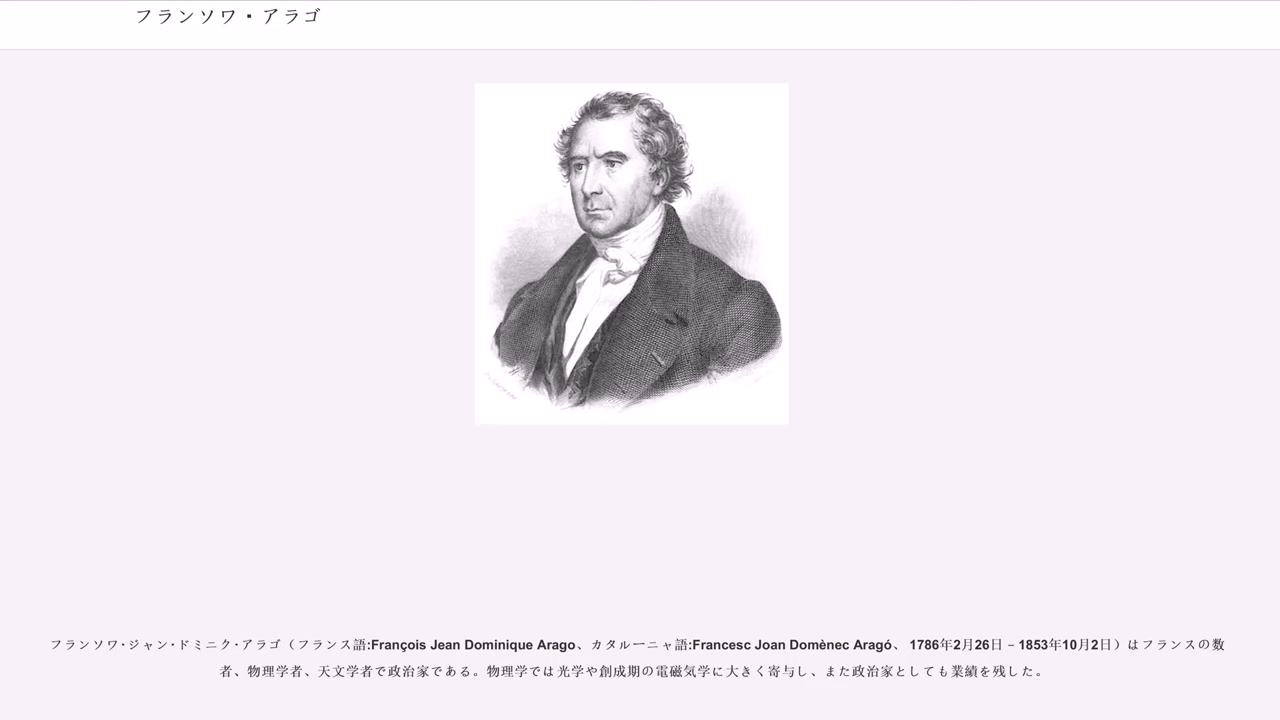 フランソワ・アラゴ
フランソワ・ジャン・ドミニク・アラゴ（フランス語:François Jean Dominique Arago、カタルーニャ語:Francesc Joan Domènec Aragó、 1786年2月26日 – 1853年10月2日）はフランスの数
者、物理学者、天文学者で政治家である。物理学では光学や創成期の電磁気学に大きく寄与し、また政治家としても業績を残した。